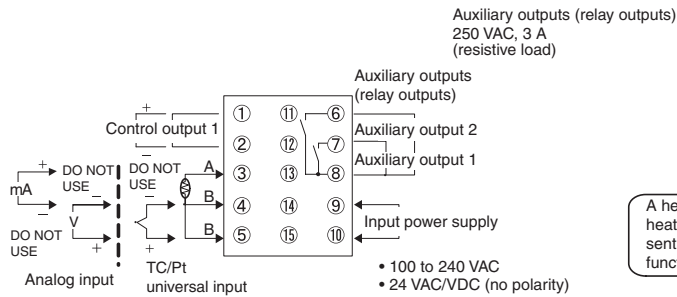 Auxiliary outputs (relay outputs)
250 VAC, 3 A
(resistive load)
Auxiliary outputs
(relay outputs)
+
1
11
6
Control output 1
Auxiliary output 2
2
12
7
−
Auxiliary output 1
+
DO NOT
USE
DO NOT
USE
A
3
13
8
mA
−
−
−
B
4
14
9
V
Input power supply
DO NOT
USE
+
+
B
5
15
10
Analog input
TC/Pt
universal input
• 100 to 240 VAC
• 24 VAC/VDC (no polarity)
A he
heat
sent
func